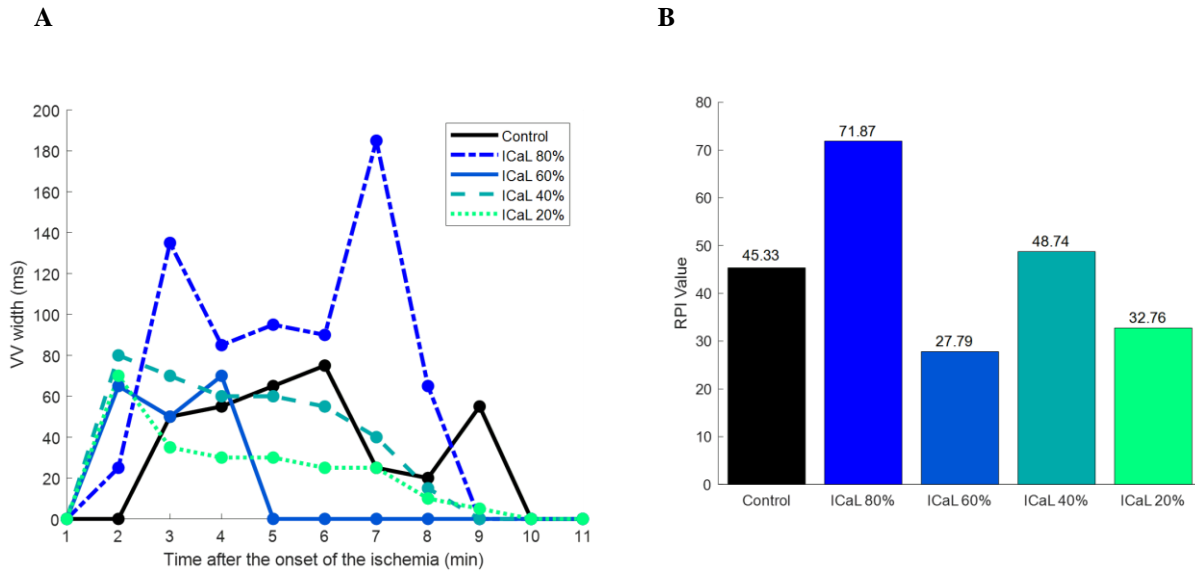 A
B
200
180
160
140
120
100
80
60
40
20
0
VV width (ms)
Control
ICaL 80%
ICaL 60%
ICaL 40%
ICaL 20%
1 2 3 4 5 6 7 8 9 10 11
Time after the onset of the ischemia (min)
80
70
60
50
40
30
20
10
0
RPI Value
45.33
71.87
27.79
48.74
32.76
Control ICaL 80% ICaL 60% ICaL 40% ICaL 20%